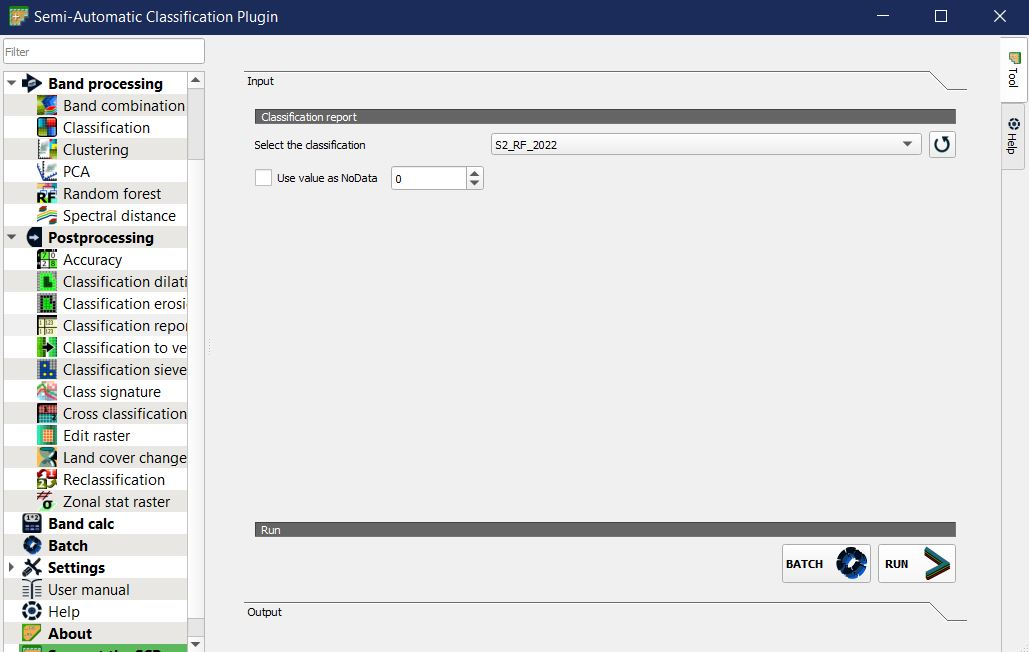 Semi-Automatic Classification Plugin
Filter
Band processing
Band combination
Classification
Clustering
PCA
Random forest
Spectral distance
Postprocessing
Accuracy
Classification dilati
Classification erosi
Classification repor
Classification to ve
Classification sieve
Class signature
Cross classification
Edit raster
Land cover change
Reclassification
Zonal stat raster
Band calc
Batch
Settings
User manual
Help
About
Input
Classification report
Select the classification
S2_RF_2022
Use value as NoData
0
Run
BATCH
RUN
Output
Tool
Help